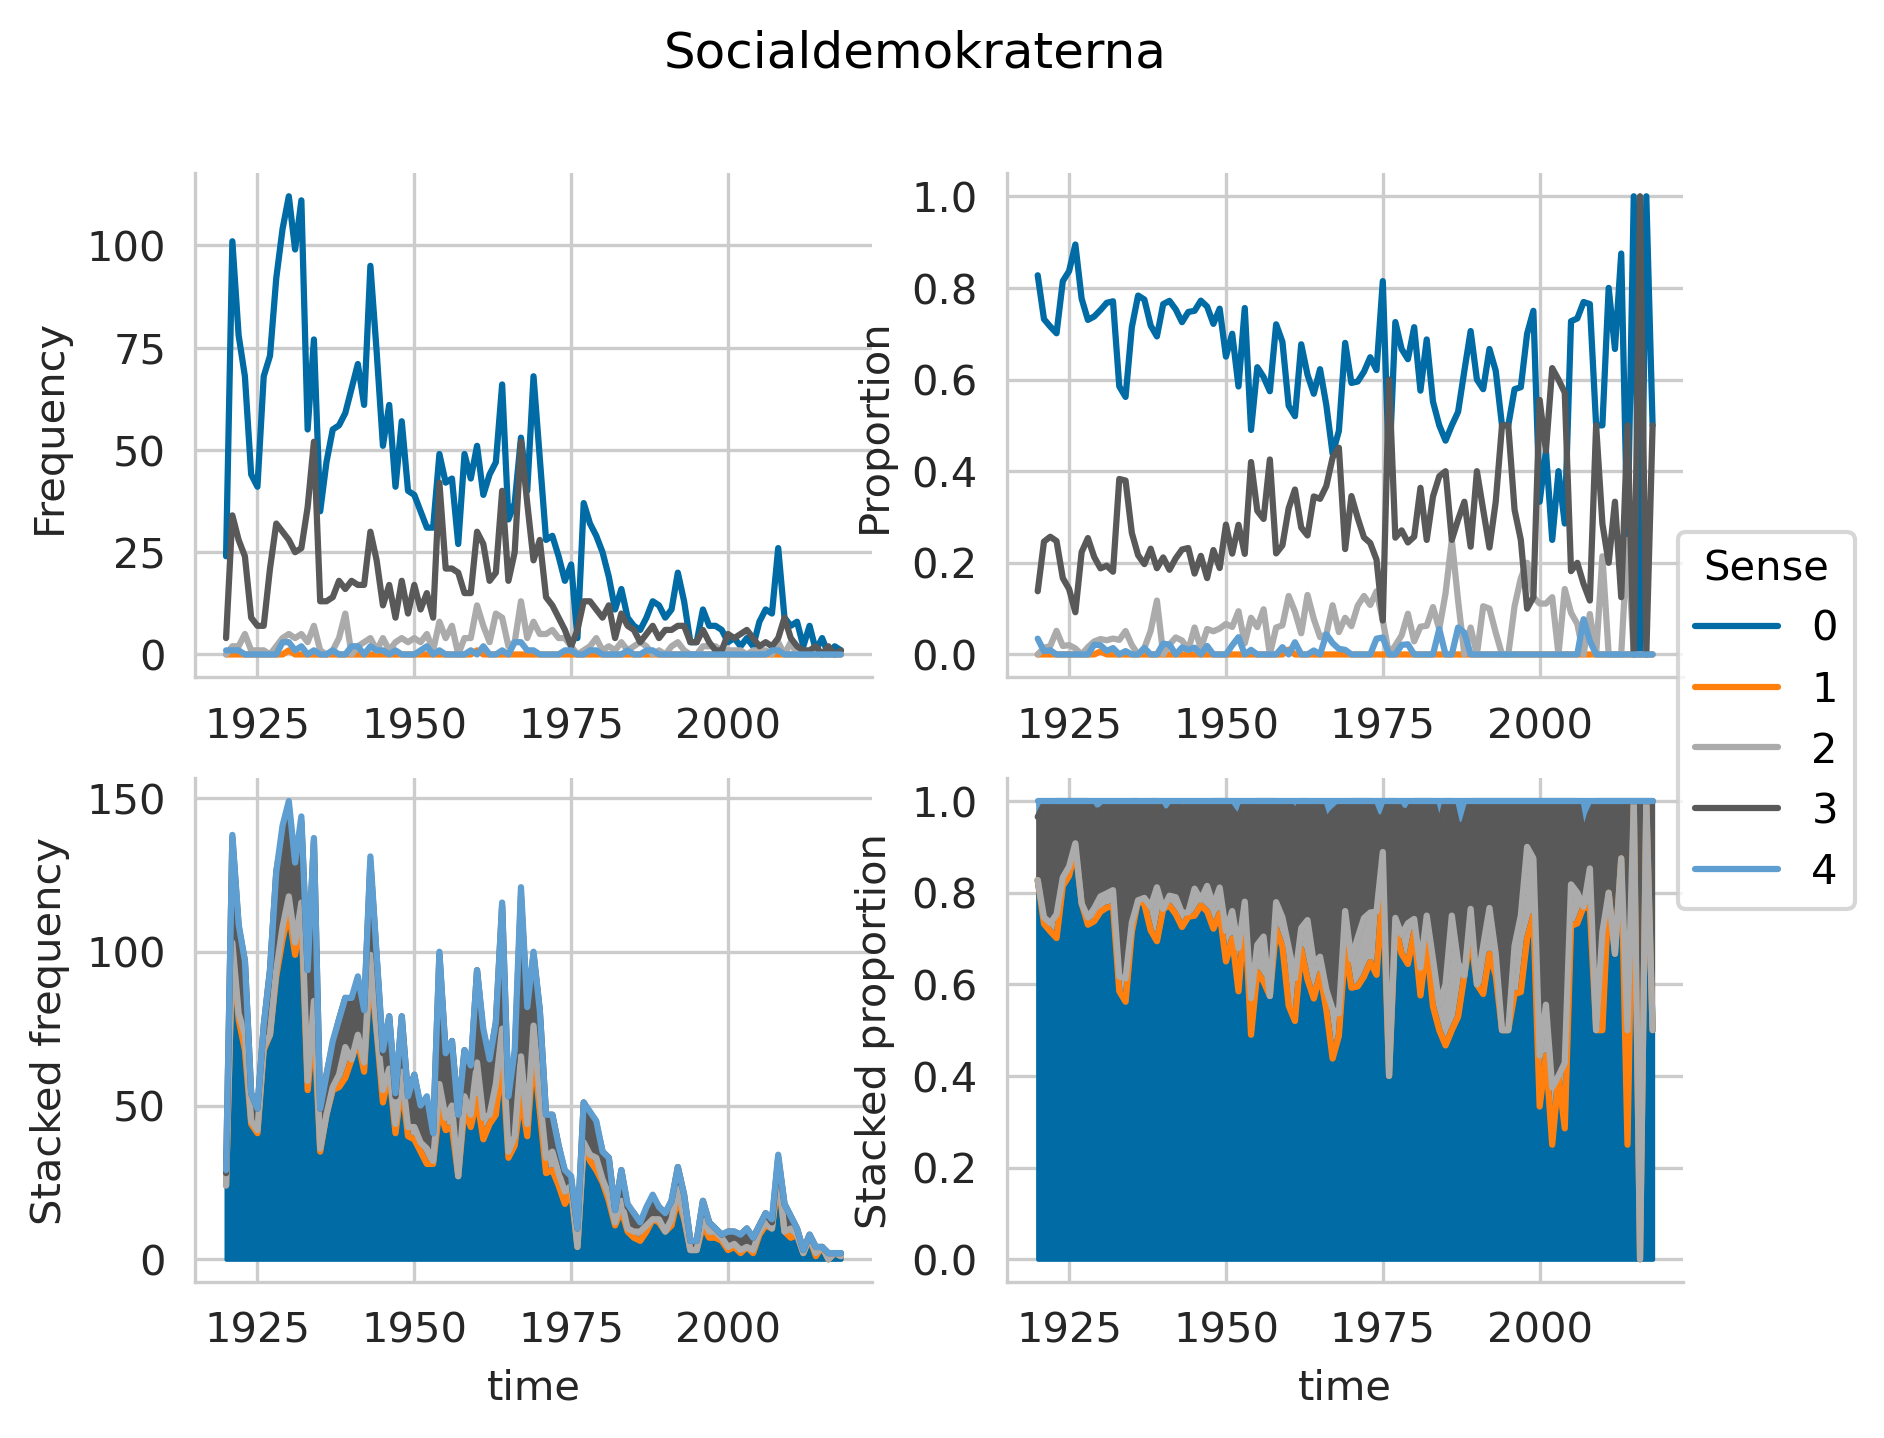 Socialdemokraterna
Frequency
100
75
50
25
0
1925 1950 1975 2000
Proportion
1.0
0.8
0.6
0.4
0.2
0.0
1925 1950 1975 2000
Sense
0
1
2
3
4
Stacked frequency
150
100
50
0
1925 1950 1975 2000
time
Stacked proportion
1.0
0.8
0.6
0.4
0.2
0.0
1925 1950 1975 2000
time